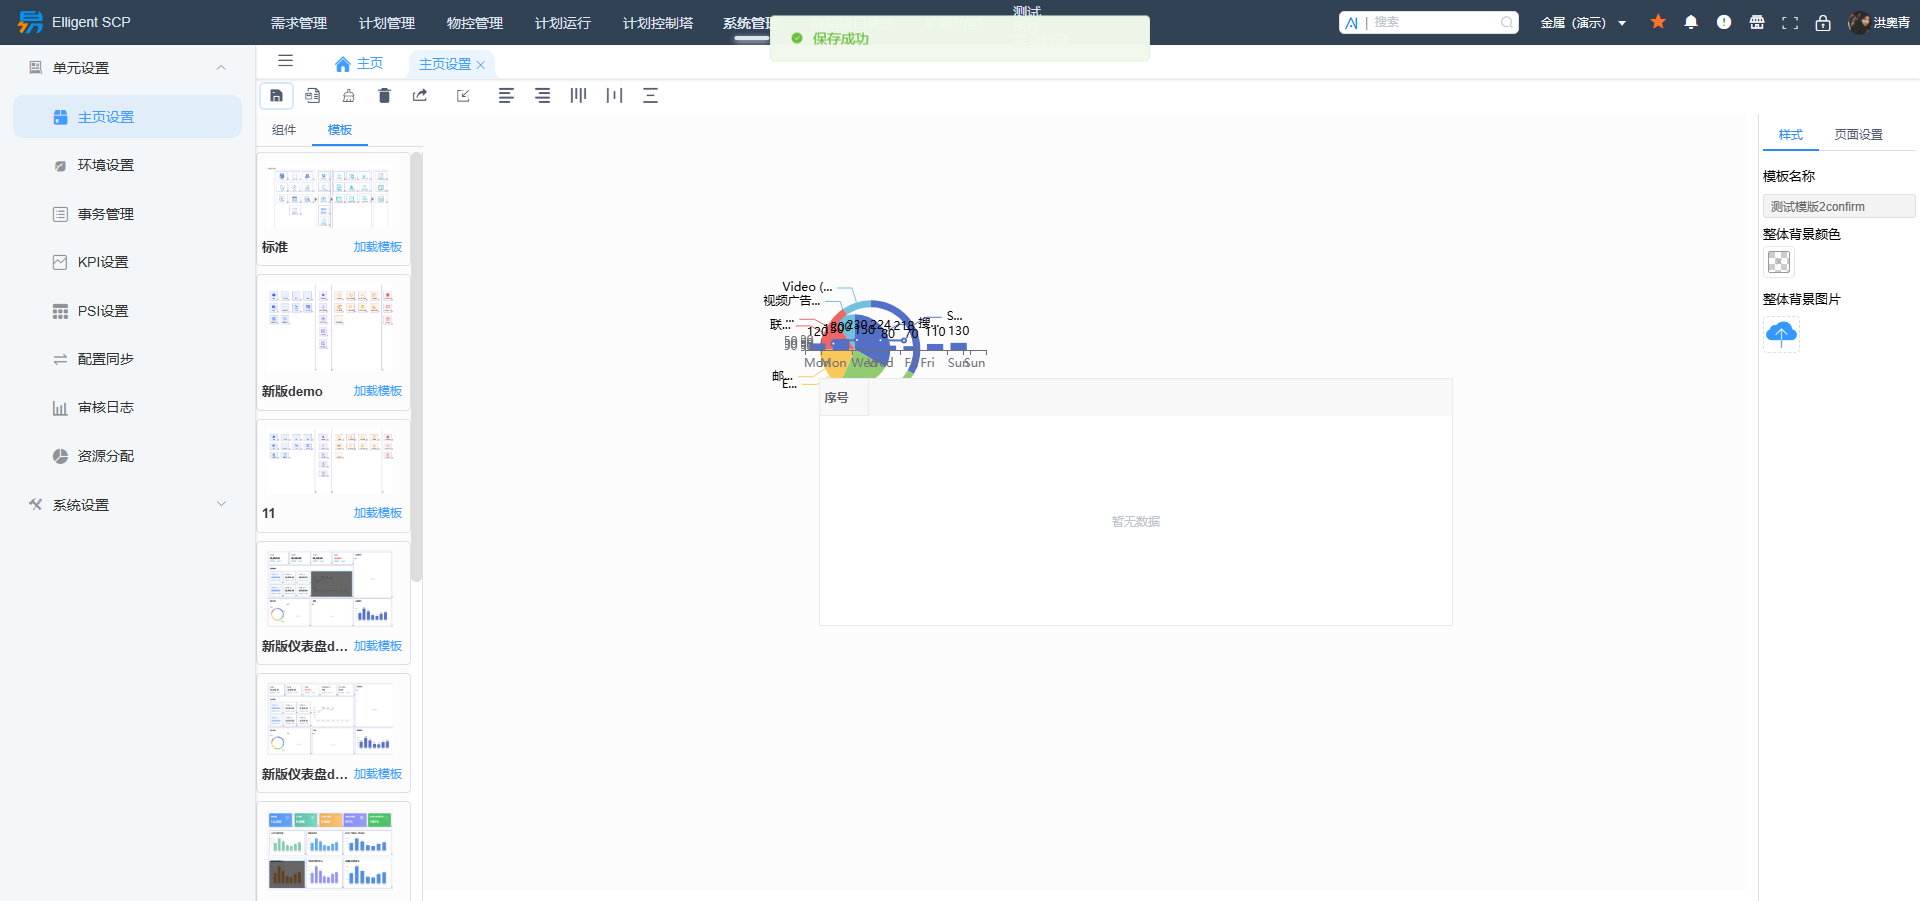 Elligent SCP
需求管理
计划管理
物控管理
计划运行
计划控制塔
系统管理
测试
保存成功
AI | 搜索
金属（演示）
洪奥青
单元设置
主页设置
环境设置
事务管理
KPI设置
PSI设置
配置同步
审核日志
资源分配
系统设置
主页
主页设置
组件
模板
标准
加载模板
新版demo
加载模板
11
加载模板
新版仪表盘d...
加载模板
新版仪表盘d...
加载模板
Video (...
视频广告...
联...
邮...
E...
S...
搜...
120
200
150
80
70
110
130
230
224
218
Mon
Mon
Wed
Wed
Fri
Fri
Sun
Sun
序号
暂无数据
样式
页面设置
模板名称
测试模版2confirm
整体背景颜色
整体背景图片